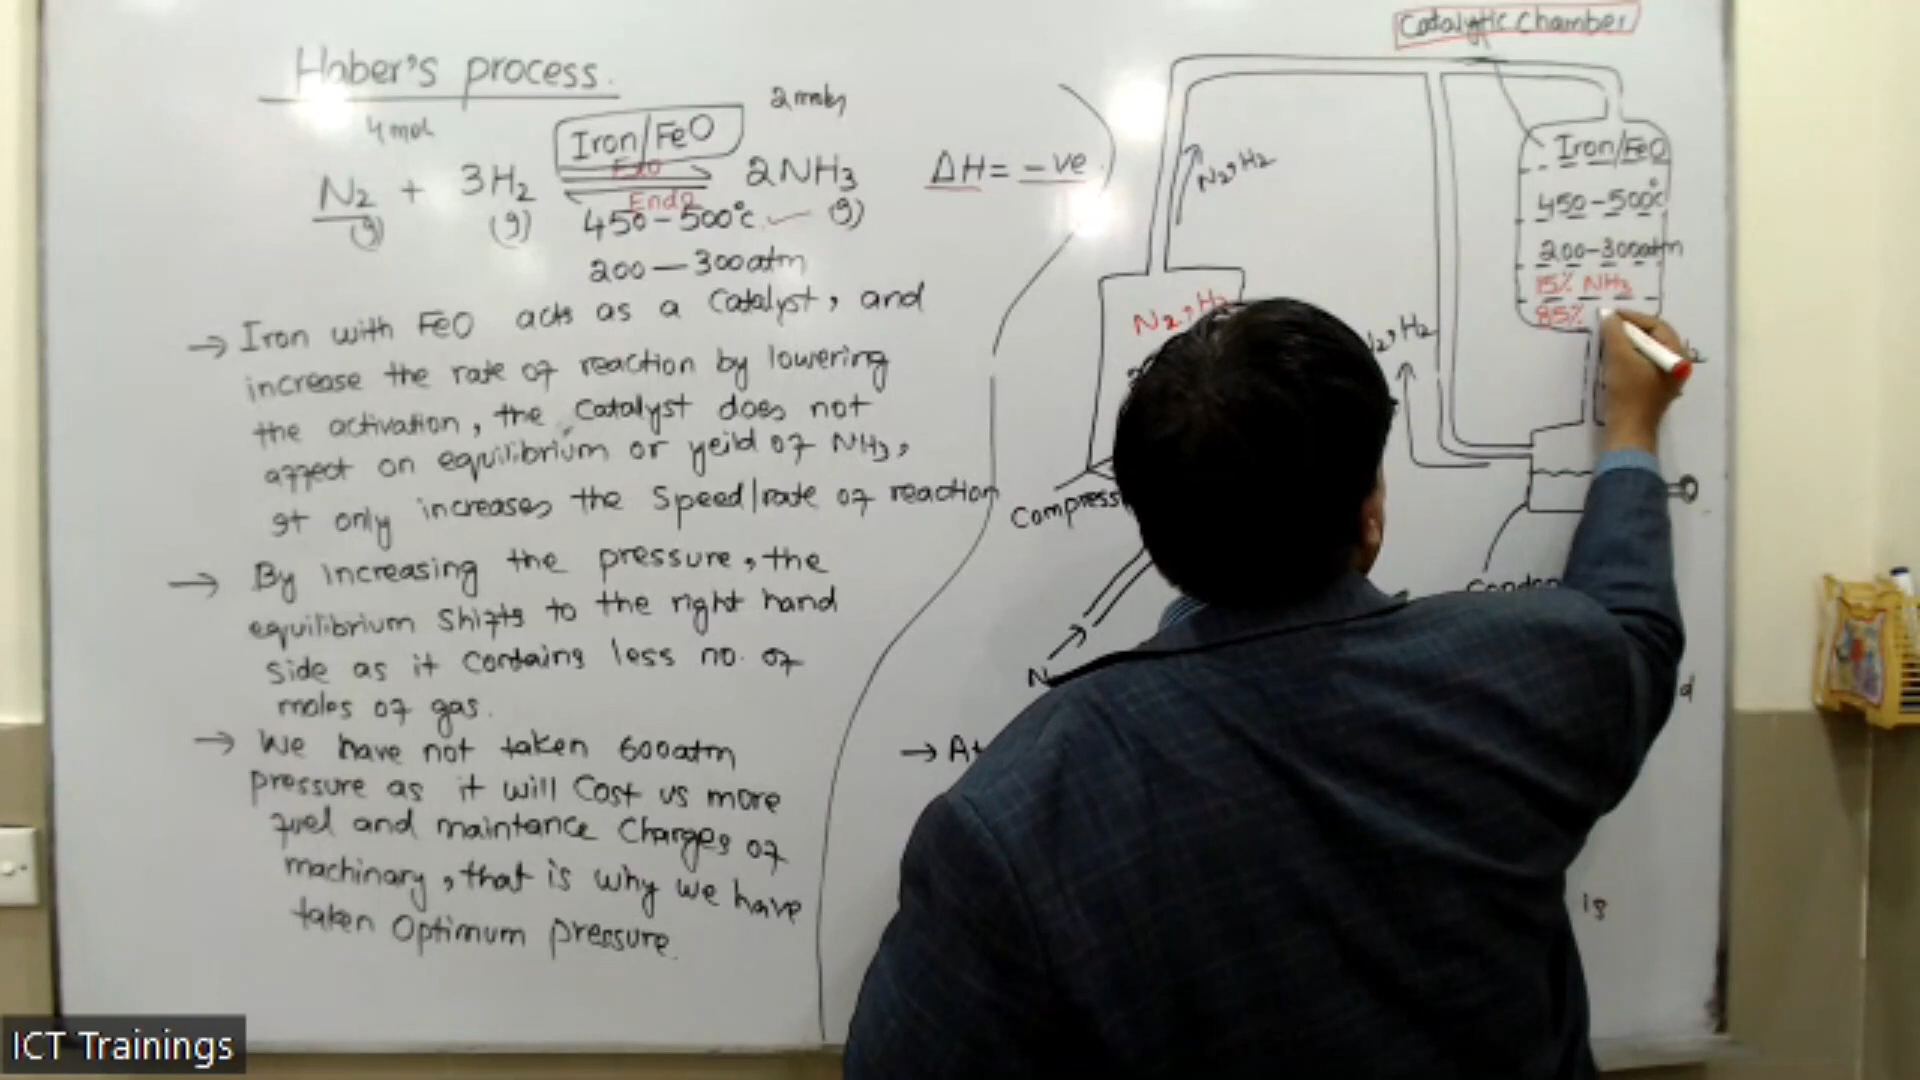 Haber's process.
4 mol
2 moles
Iron/FeO
Exo
N2 + 3H2 2NH3 ΔH = -ve
Endo
(g) (g) (g)
450-500°c
200-300atm
→ Iron with FeO acts as a catalyst, and
increase the rate of reaction by lowering
the activation, the catalyst does not
affect on equilibrium or yeild of NH3,
It only increases the speed/rate of reaction
→ By increasing the pressure, the
equilibrium shifts to the right hand
side as it contains less no. of
moles of gas.
→ We have not taken 600atm
pressure as it will cost us more
fuel and maintance charges of
machinary, that is why we have
taken optimum pressure.
Catalytic Chamber
Iron/FeO
450-500°c
200-300atm
15% NH3
85%
N2, H2
N2, H2
H2
Compress
Conden
N
→ At
is
ICT Trainings